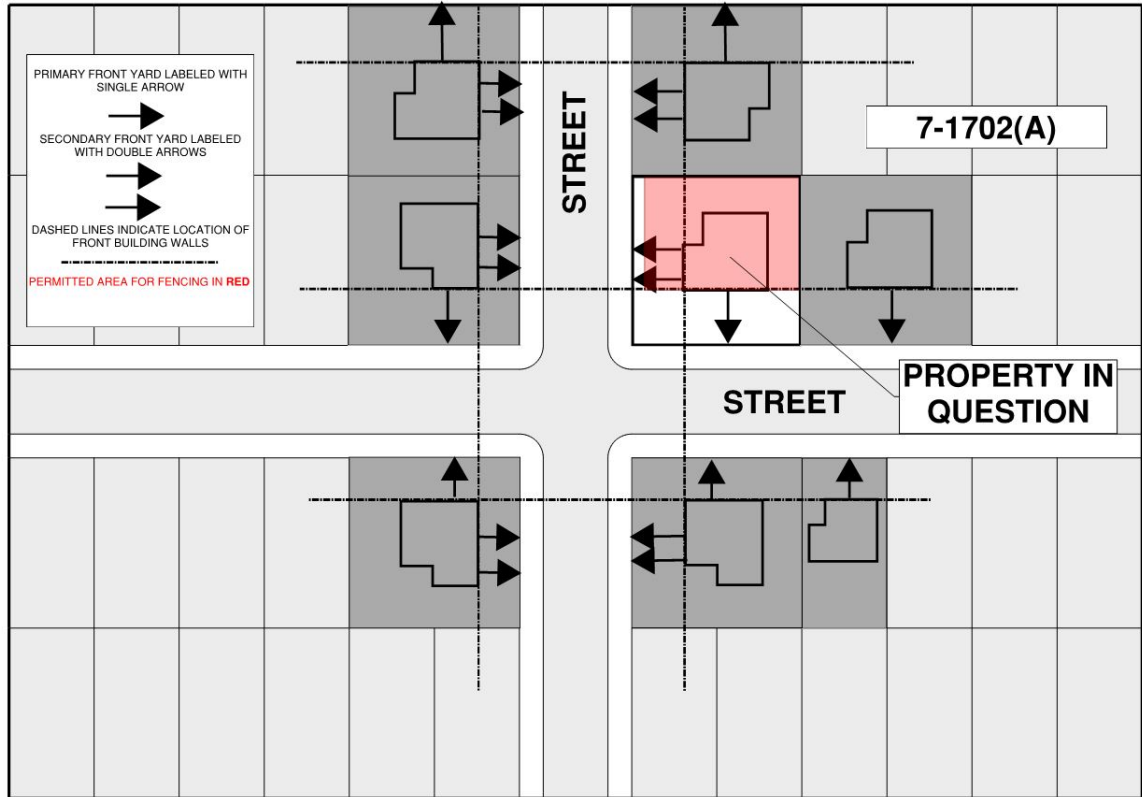 PRIMARY FRONT YARD LABELED WITH
SINGLE ARROW
SECONDARY FRONT YARD LABELED
WITH DOUBLE ARROWS
DASHED LINES INDICATE LOCATION OF
FRONT BUILDING WALLS
PERMITTED AREA FOR FENCING IN RED
STREET
7-1702(A)
STREET
PROPERTY IN
QUESTION